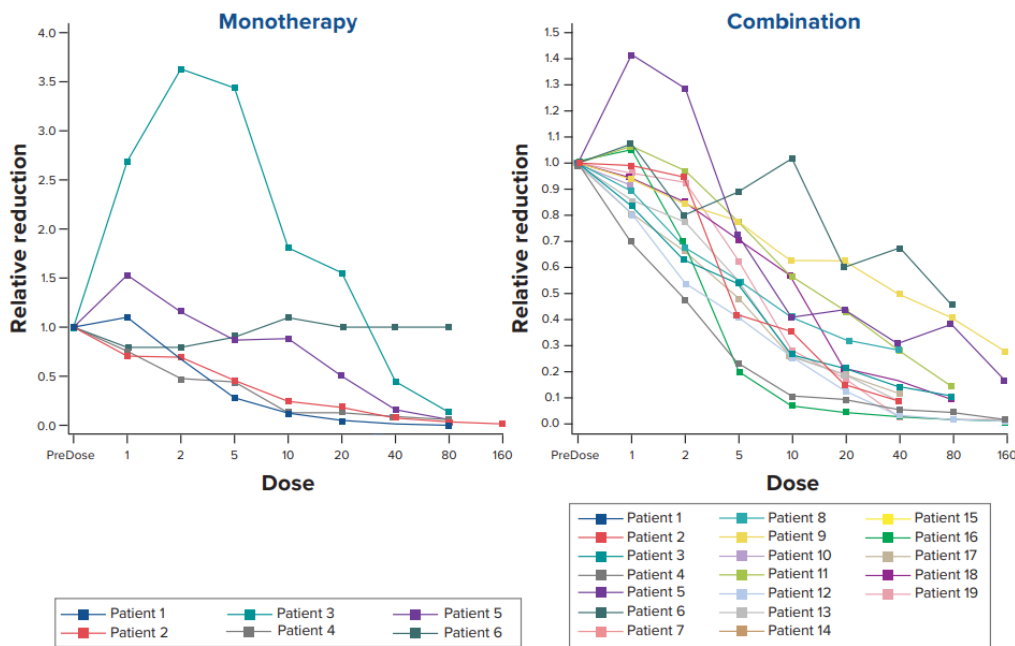 Monotherapy
Relative reduction
4.0
3.5
3.0
2.5
2.0
1.5
1.0
0.5
0.0
PreDose 1 2 5 10 20 40 80 160
Dose
Patient 1 Patient 3 Patient 5
Patient 2 Patient 4 Patient 6
Combination
Relative reduction
1.5
1.4
1.3
1.2
1.1
1.0
0.9
0.8
0.7
0.6
0.5
0.4
0.3
0.2
0.1
0.0
PreDose 1 2 5 10 20 40 80 160
Dose
Patient 1 Patient 8 Patient 15
Patient 2 Patient 9 Patient 16
Patient 3 Patient 10 Patient 17
Patient 4 Patient 11 Patient 18
Patient 5 Patient 12 Patient 19
Patient 6 Patient 13
Patient 7 Patient 14